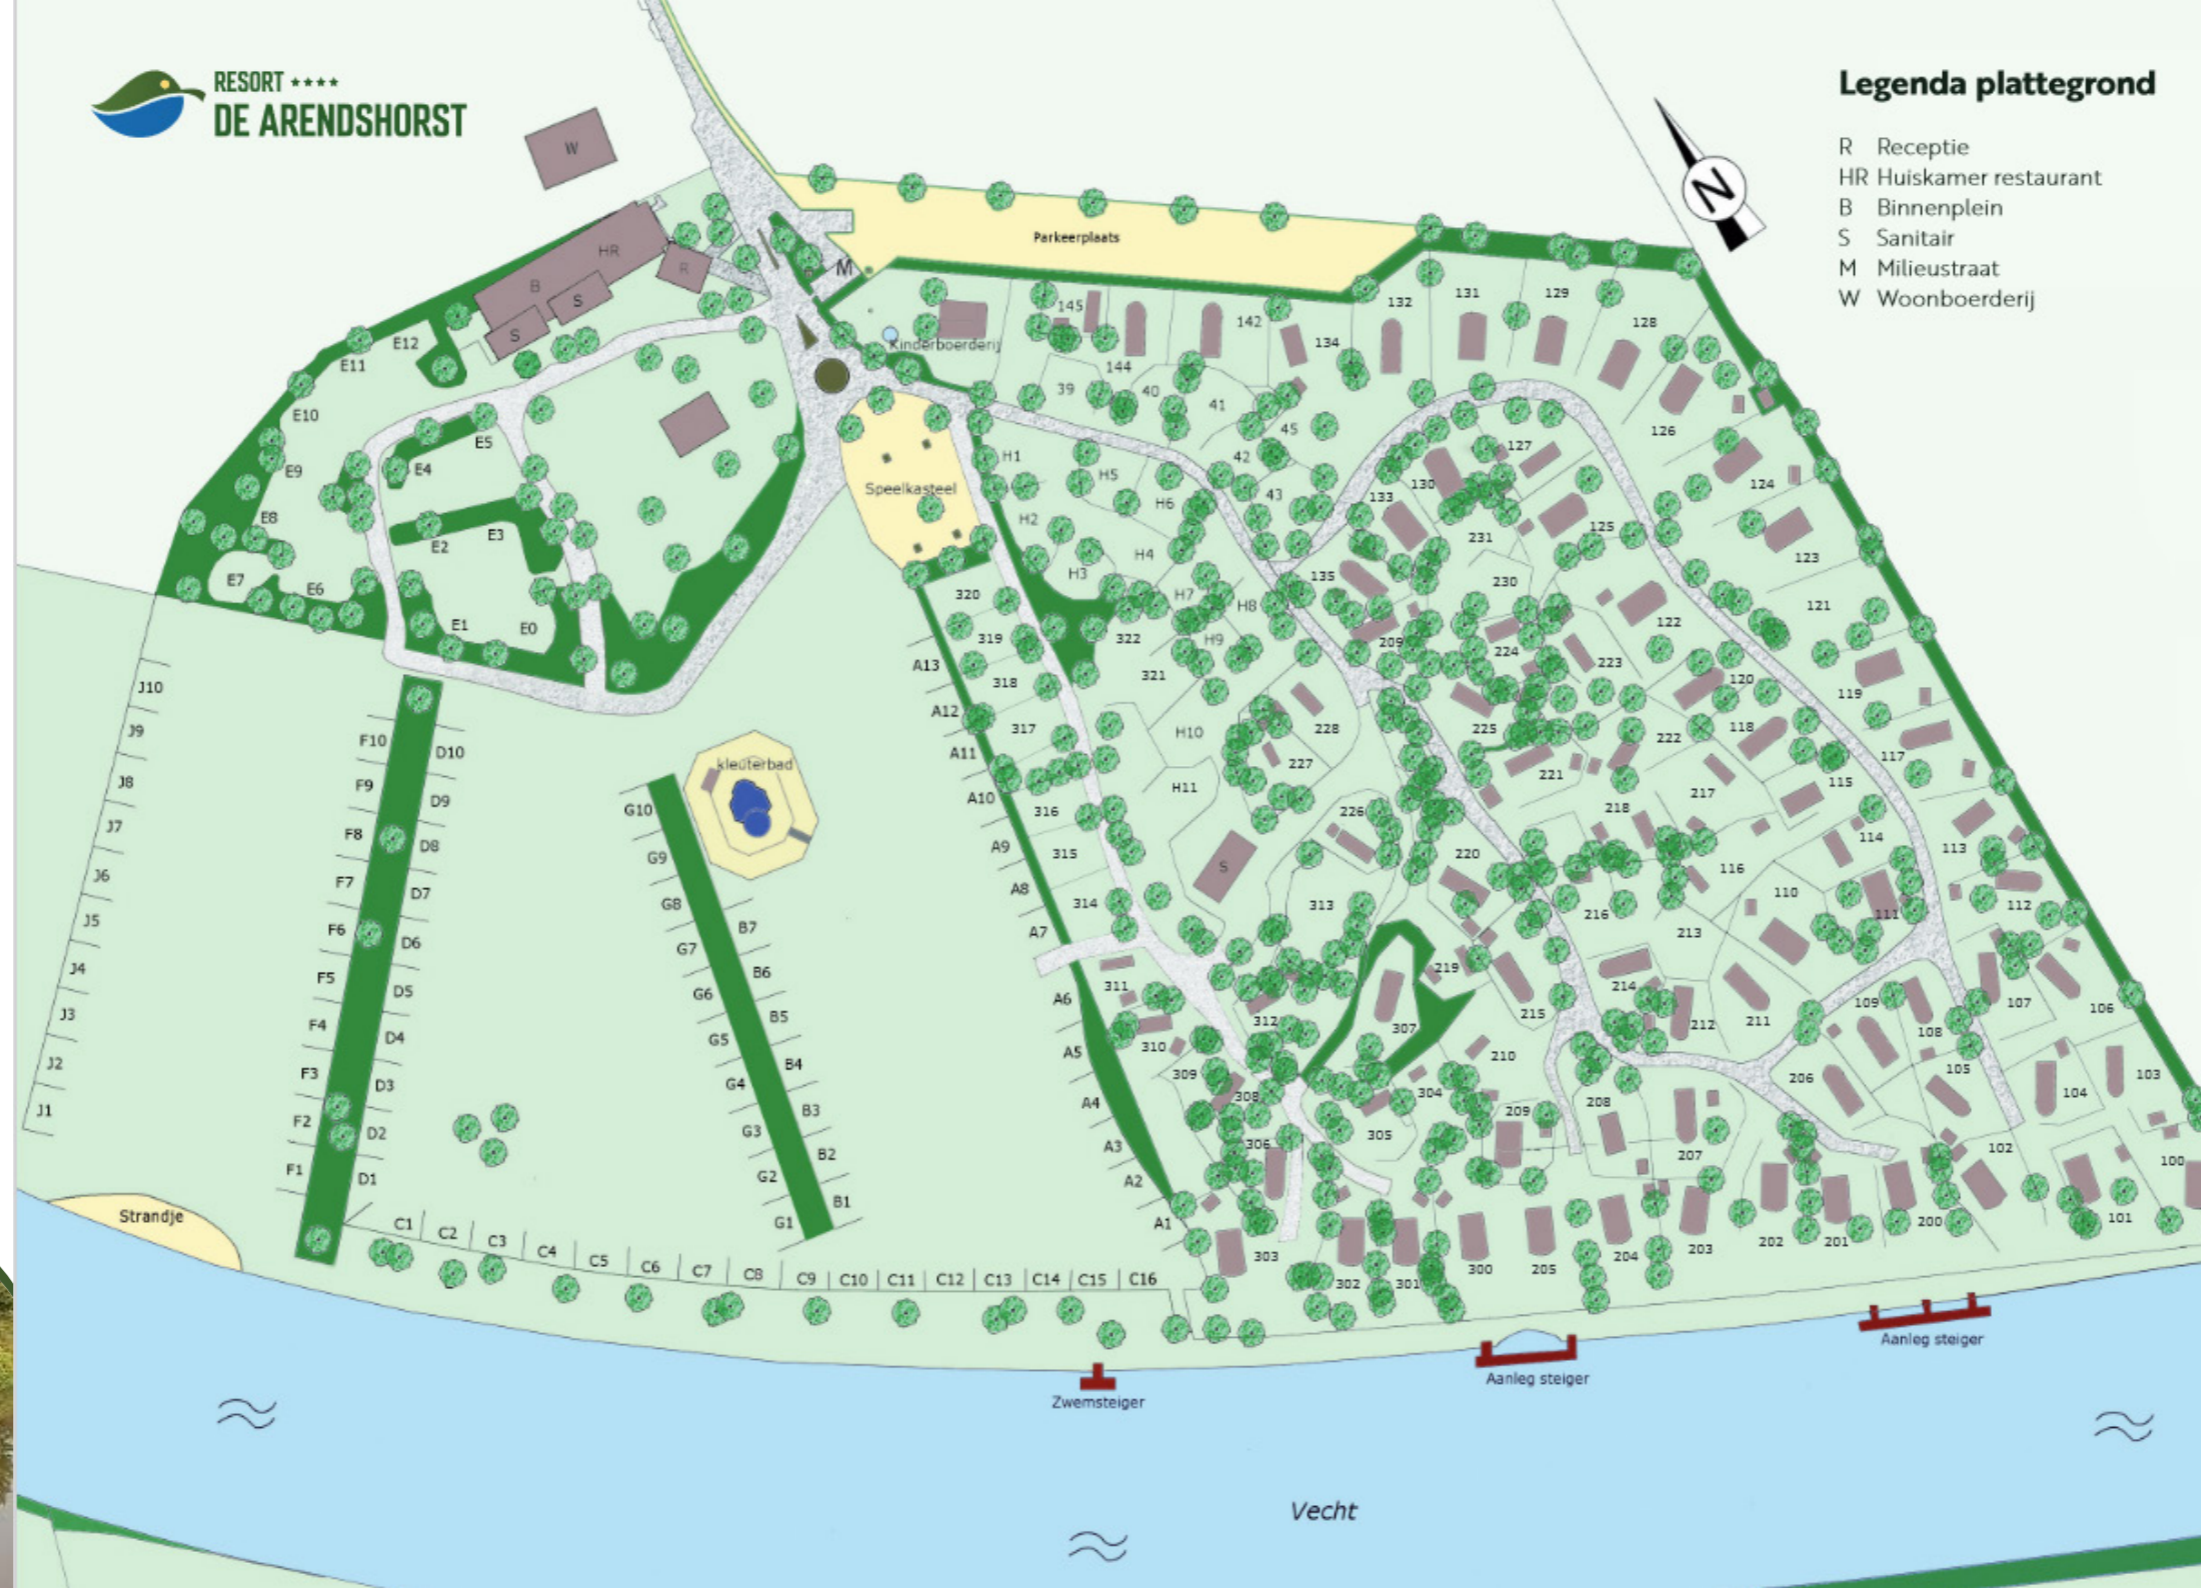 RESORT ****
DE ARENDSHORST
Legenda plattegrond
R Receptie
HR Huiskamer restaurant
B Binnenplein
S Sanitair
M Milieustraat
W Woonboerderij
N
W
HR
B
S
S
R
M
Parkeerplaats
Kinderboerderij
Speelkasteel
kleuterbad
Strandje
Zwemsteiger
Aanleg steiger
Aanleg steiger
Vecht
S
E12
E11
E10
E9
E8
E7
E6
E5
E4
E3
E2
E1
E0
J10
J9
J8
J7
J6
J5
J4
J3
J2
J1
F10
F9
F8
F7
F6
F5
F4
F3
F2
F1
D10
D9
D8
D7
D6
D5
D4
D3
D2
D1
G10
G9
G8
G7
G6
G5
G4
G3
G2
G1
B7
B6
B5
B4
B3
B2
B1
A13
A12
A11
A10
A9
A8
A7
A6
A5
A4
A3
A2
A1
C1
C2
C3
C4
C5
C6
C7
C8
C9
C10
C11
C12
C13
C14
C15
C16
H1
H2
H3
H4
H5
H6
H7
H8
H9
H10
H11
145
144
142
134
132
131
129
128
126
39
40
41
45
42
43
127
130
133
124
125
123
231
230
135
121
122
209
224
223
120
119
225
222
118
117
221
115
218
217
114
113
220
116
110
111
112
216
213
219
214
215
212
211
109
108
107
106
210
206
105
104
103
208
209
207
102
100
101
200
201
202
203
204
205
300
301
302
303
320
319
318
317
316
315
314
322
321
228
227
226
313
311
312
310
309
308
307
306
305
304